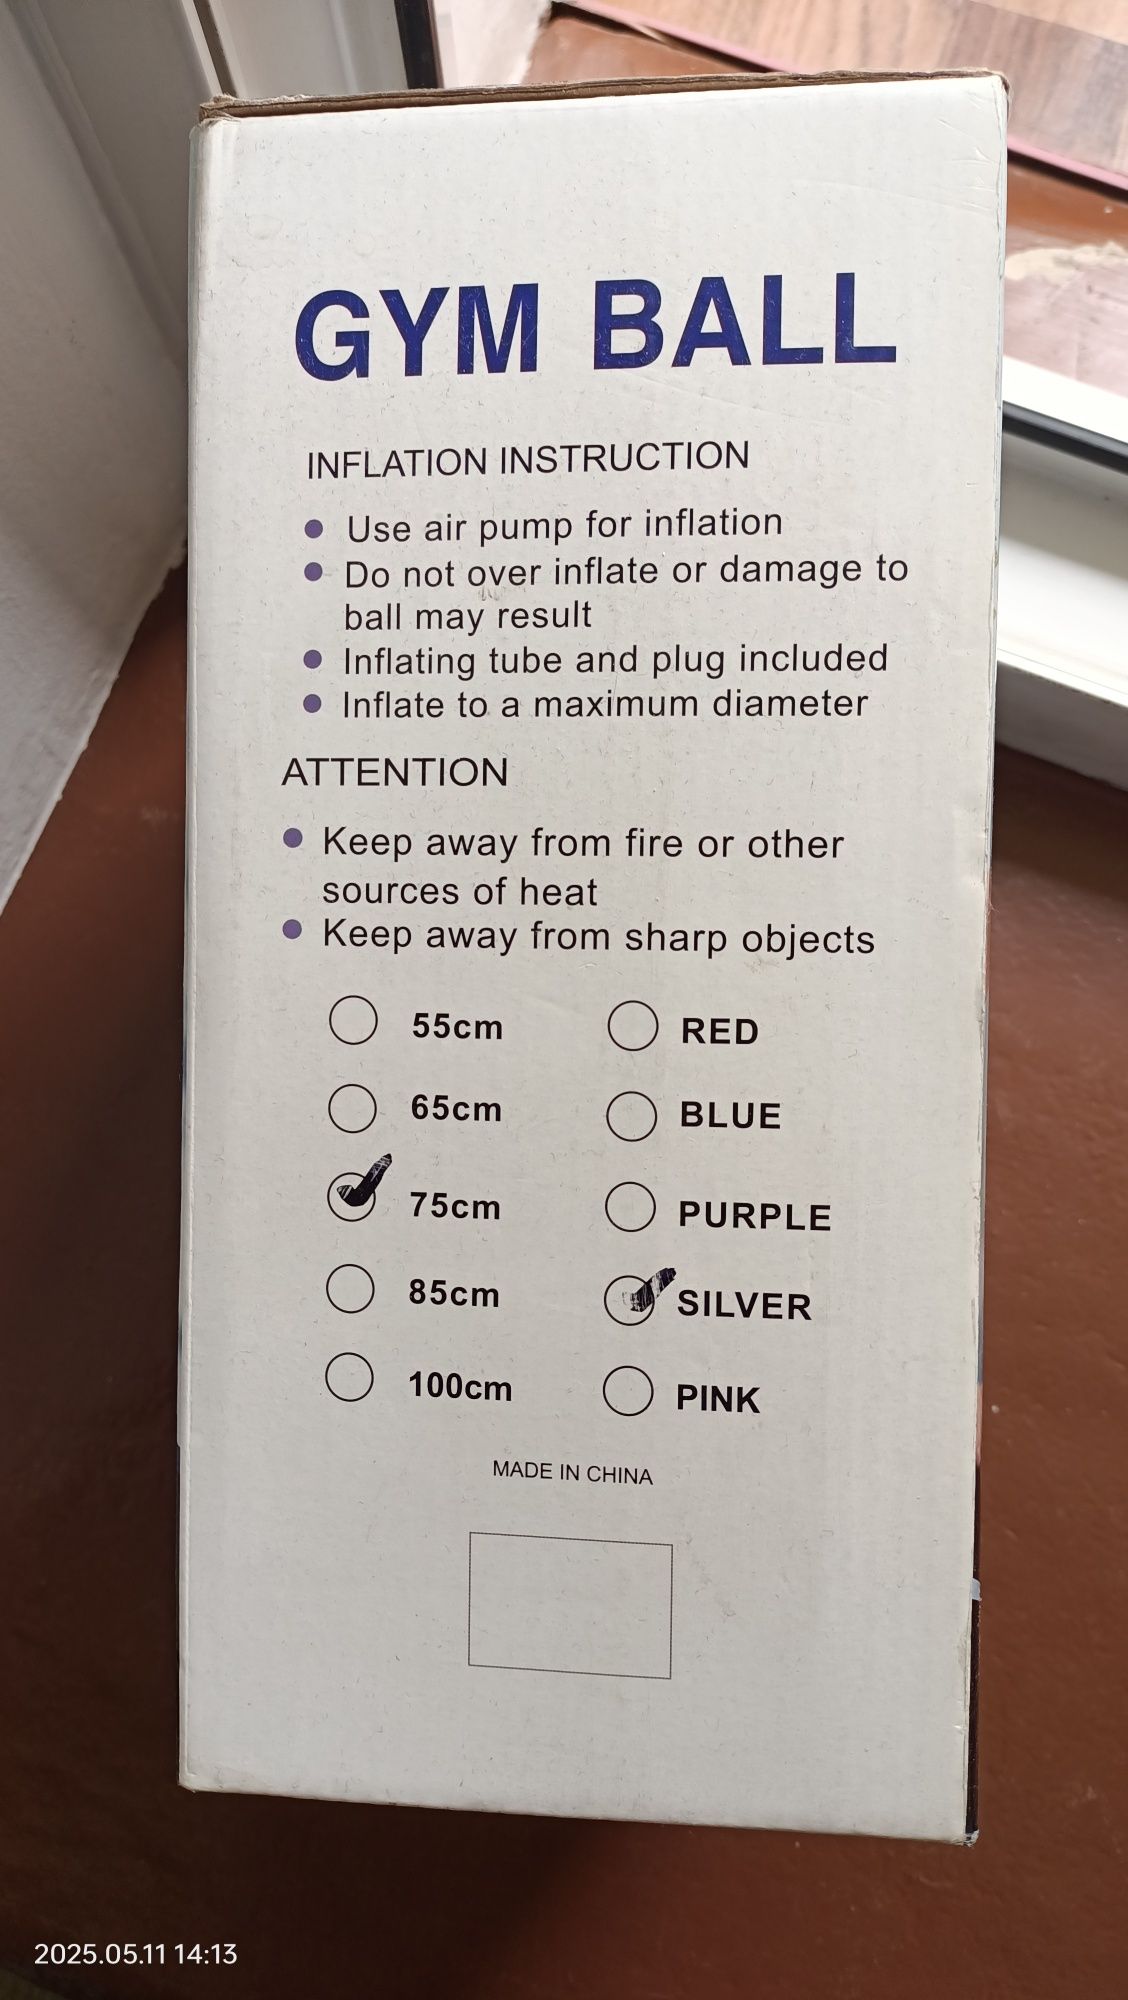 GYM BALL
INFLATION INSTRUCTION
Use air pump for inflation
Do not over inflate or damage to
ball may result
Inflating tube and plug included
Inflate to a maximum diameter
ATTENTION
Keep away from fire or other
sources of heat
Keep away from sharp objects
55cm RED
65cm BLUE
75cm PURPLE
85cm SILVER
100cm PINK
MADE IN CHINA
2025.05.11 14:13